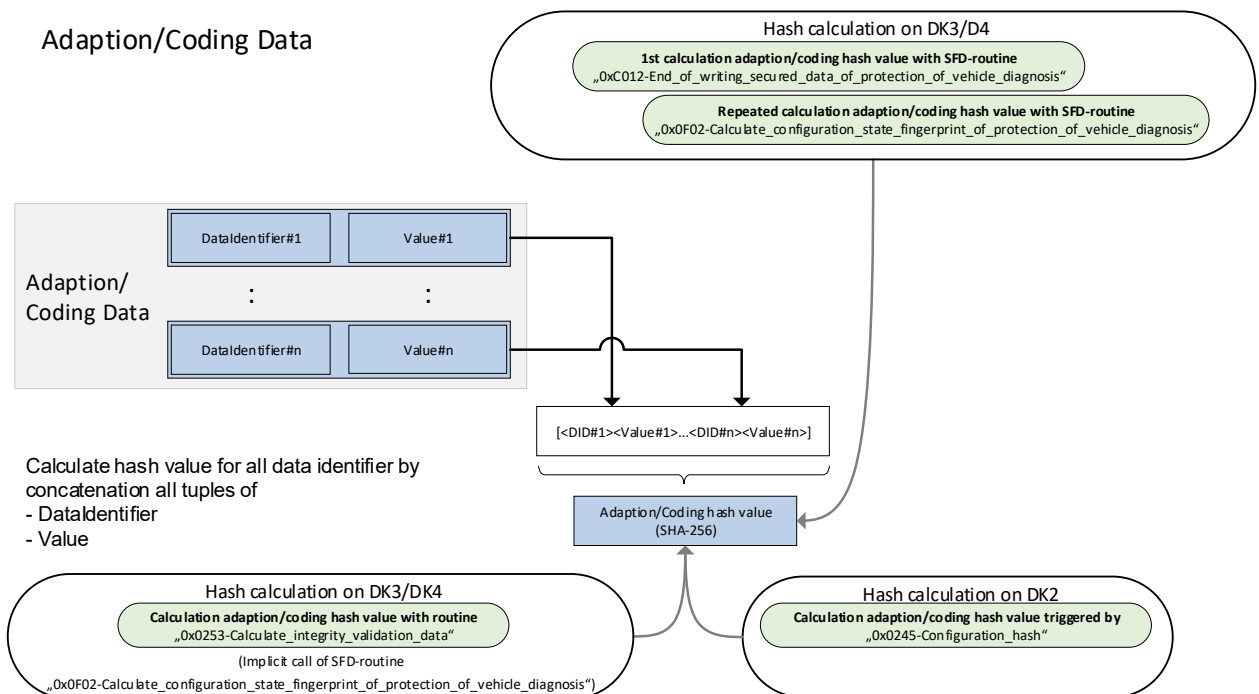 Adaption/Coding Data
Hash calculation on DK3/D4
1st calculation adaption/coding hash value with SFD-routine
„0xC012-End_of_writing_secured_data_of_protection_of_vehicle_diagnosis“
Repeated calculation adaption/coding hash value with SFD-routine
„0x0F02-Calculate_configuration_state_fingerprint_of_protection_of_vehicle_diagnosis“
Adaption/
Coding Data
DataIdentifier#1
Value#1
:
:
DataIdentifier#n
Value#n
[<DID#1><Value#1>...<DID#n><Value#n>]
Calculate hash value for all data identifier by
concatenation all tuples of
- DataIdentifier
- Value
Adaption/Coding hash value
(SHA-256)
Hash calculation on DK3/DK4
Calculation adaption/coding hash value with routine
„0x0253-Calculate_integrity_validation_data“
(Implicit call of SFD-routine
„0x0F02-Calculate_configuration_state_fingerprint_of_protection_of_vehicle_diagnosis“)
Hash calculation on DK2
Calculation adaption/coding hash value triggered by
„0x0245-Configuration_hash“